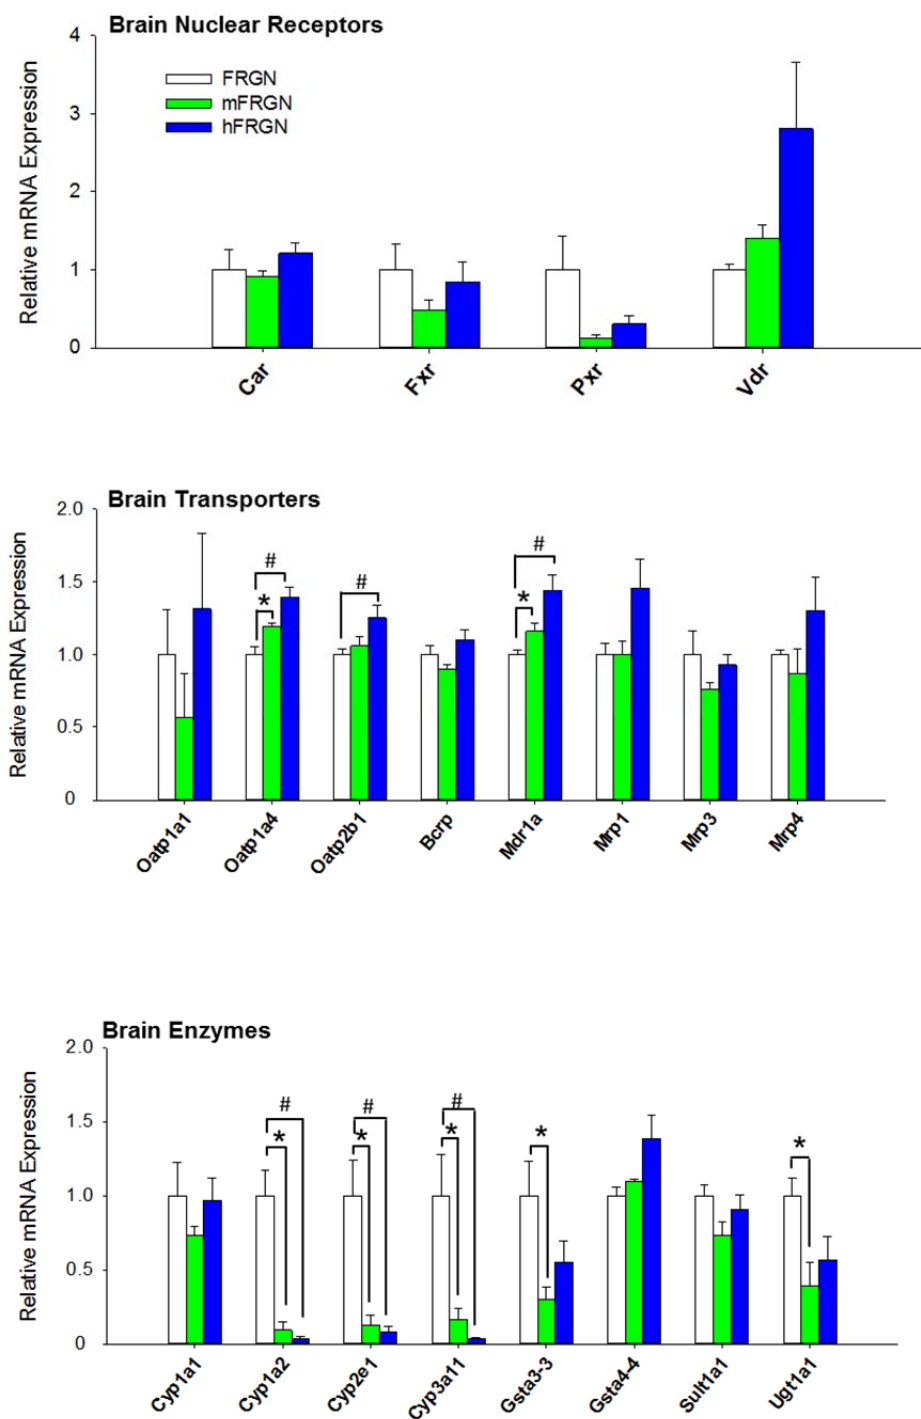 Brain Nuclear Receptors
4
3
2
1
0
Relative mRNA Expression
FRGN
mFRGN
hFRGN
Car
Fxr
Pxr
Vdr
Brain Transporters
2.0
1.5
1.0
0.5
0
Relative mRNA Expression
#
*
#
#
*
Oatp1a1
Oatp1a4
Oatp2b1
Bcrp
Mdr1a
Mrp1
Mrp3
Mrp4
Brain Enzymes
2.0
1.5
1.0
0.5
0
Relative mRNA Expression
#
*
#
*
#
*
*
*
Cyp1a1
Cyp1a2
Cyp2e1
Cyp3a11
Gsta3-3
Gsta4-4
Sult1a1
Ugt1a1